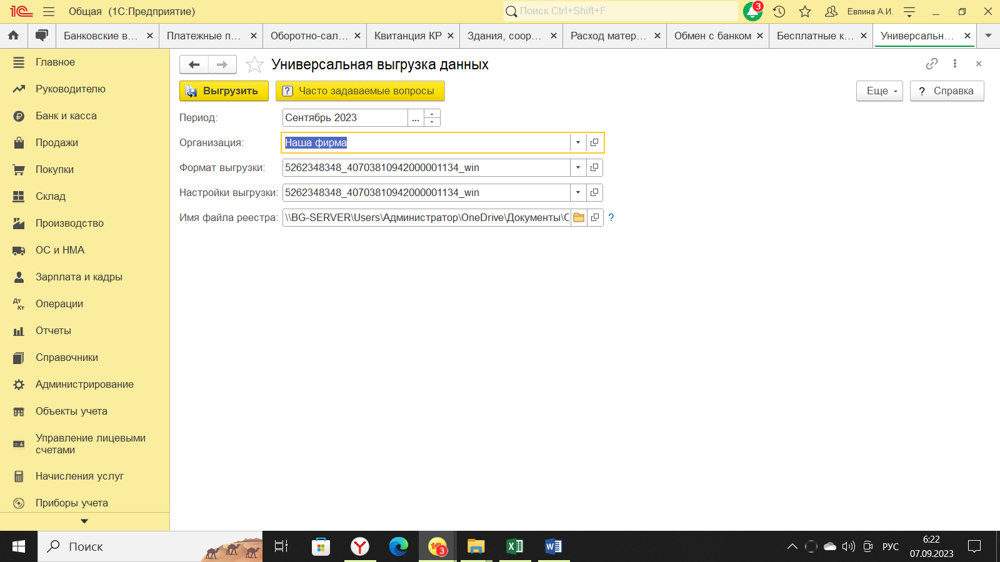 1С Общая (1С:Предприятие)
Поиск Ctrl+Shift+F
3
Евлина А.И.
Банковские в...
Платежные п...
Оборотно-сал...
Квитанция КР
Здания, соор...
Расход матер...
Обмен с банком
Бесплатные к...
Универсальн...
Главное
Руководителю
Банк и касса
Продажи
Покупки
Склад
Производство
ОС и НМА
Зарплата и кадры
Дт Кт Операции
Отчеты
Справочники
Администрирование
Объекты учета
Управление лицевыми
счетами
Начисления услуг
Приборы учета
Универсальная выгрузка данных
Выгрузить
? Часто задаваемые вопросы
Еще
? Справка
Период: Сентябрь 2023 ...
Организация: Наша фирма
Формат выгрузки: 5262348348_40703810942000001134_win
Настройки выгрузки: 5262348348_40703810942000001134_win
Имя файла реестра: \\BG-SERVER\Users\Администратор\OneDrive\Документы\С ?
Поиск
3
РУС
6:22
07.09.2023